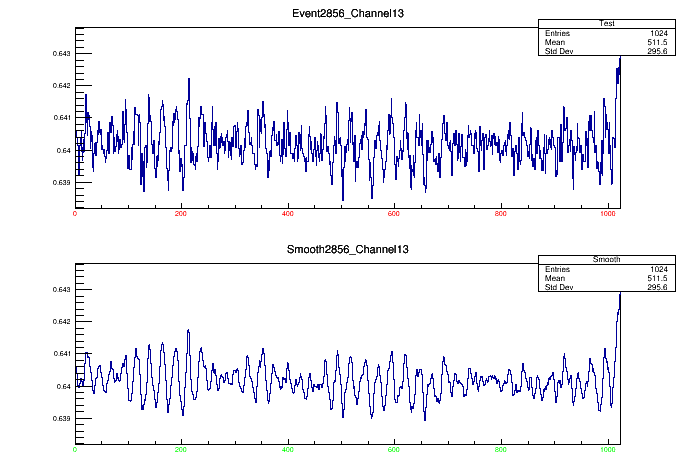 Event2856_Channel13
Test
Entries 1024
Mean 511.5
Std Dev 295.6
0.643
0.642
0.641
0.64
0.639
0 200 400 600 800 1000
Smooth2856_Channel13
Smooth
Entries 1024
Mean 511.5
Std Dev 295.6
0.643
0.642
0.641
0.64
0.639
0 200 400 600 800 1000